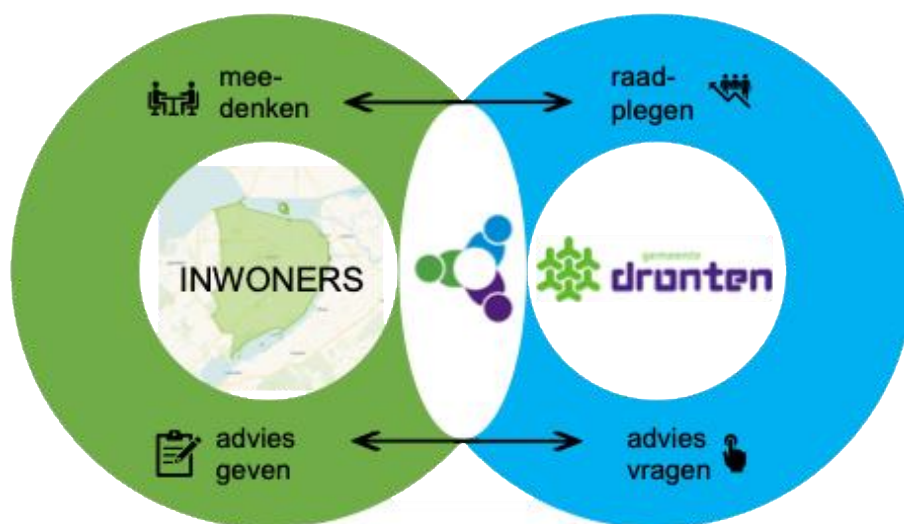 mee-
denken
raad-
plegen
INWONERS
gemeente
dronten
advies
geven
advies
vragen